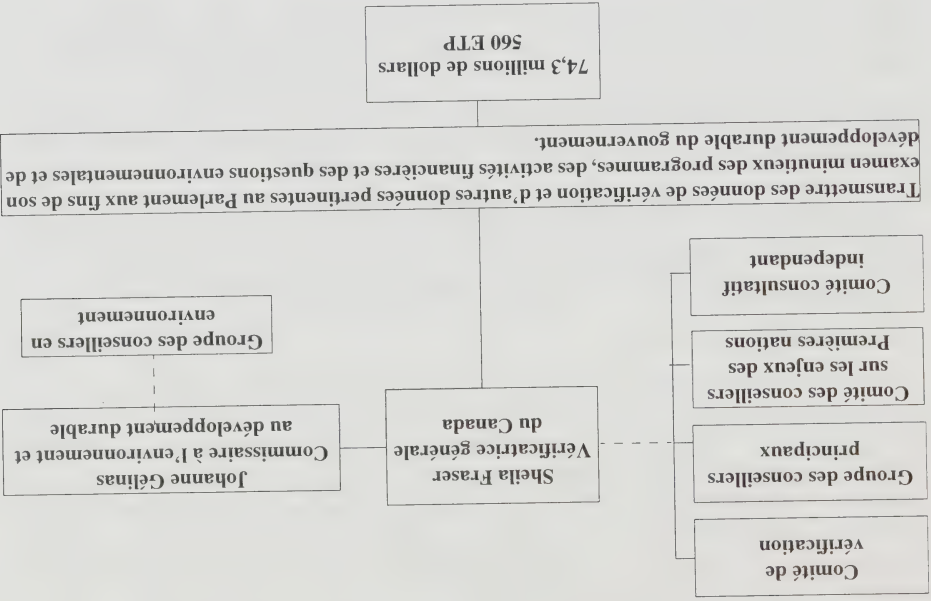 Comité de
vérification
Groupe des conseillers
principaux
Comité des conseillers
sur les enjeux des
Premières nations
Comité consultatif
independant
Sheila Fraser
Vérificatrice générale
du Canada
Johanne Gélinas
Commissaire à l'environnement et
au développement durable
Groupe des conseillers en
environnement
Transmettre des données de vérification et d'autres données pertinentes au Parlement aux fins de son
examen minutieux des programmes, des activités financières et des questions environnementales et de
développement durable du gouvernement.
74,3 millions de dollars
560 ETP